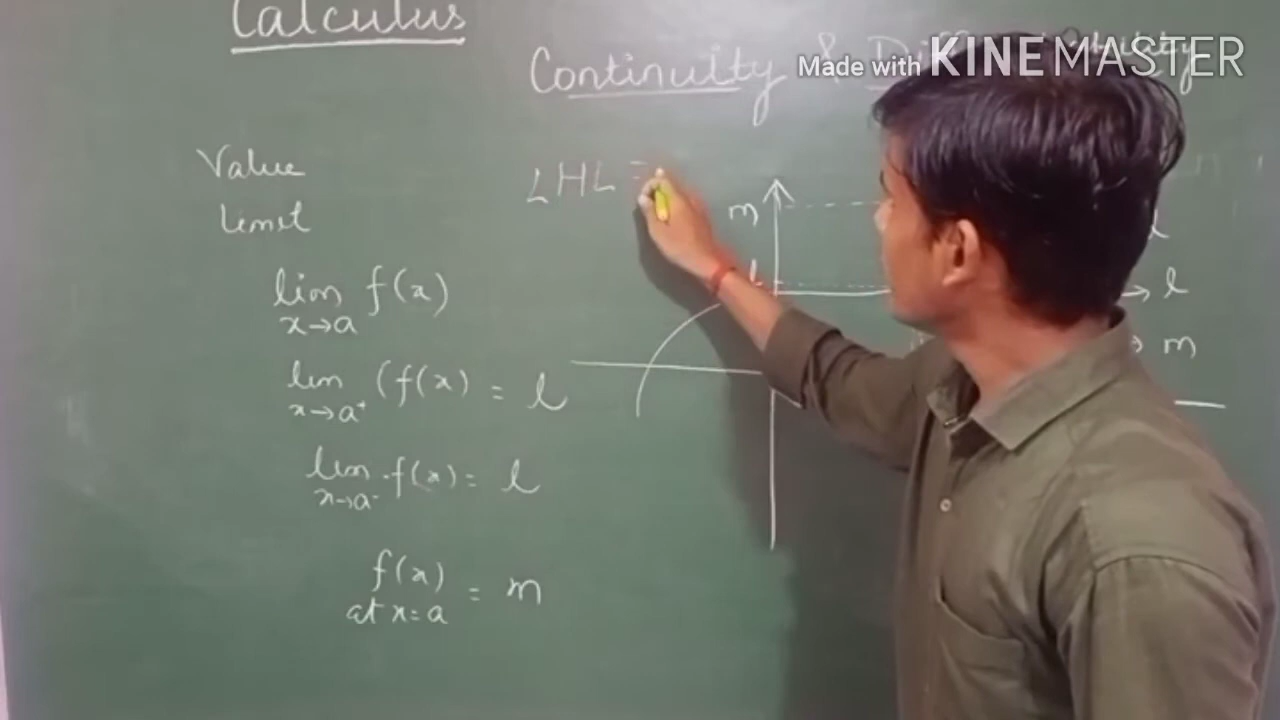 Calculus
Made with KINEMASTER
Continuity &
Value
LHL =
limit
m
l
lim f(x)
x→a
l
→ l
→ m
lim (f(x) = l
x→a⁺
lim f(x) = l
x→a⁻
f(x) = m
at x=a